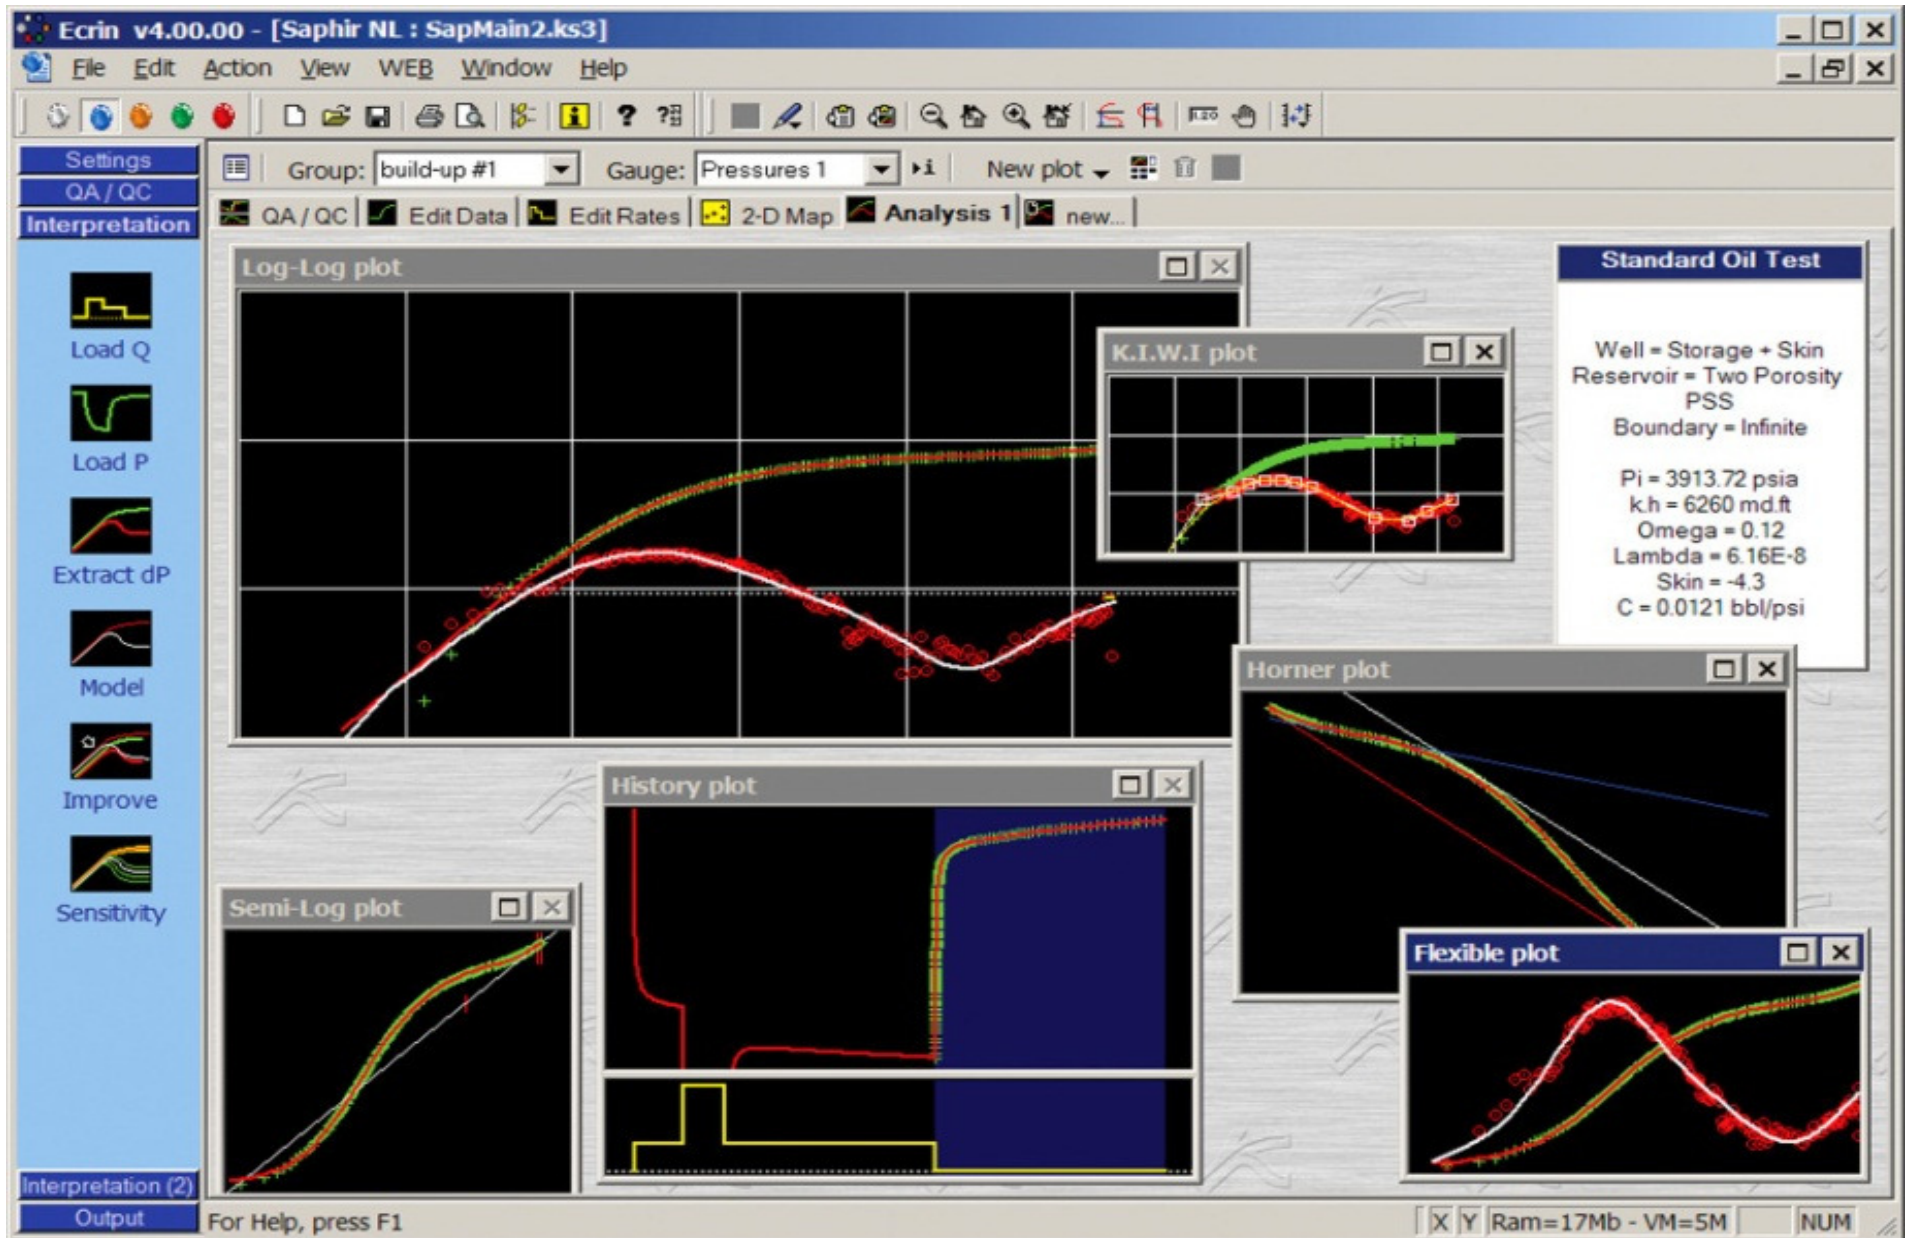 Ecrin v4.00.00 - [Saphir NL : SapMain2.ks3]
File Edit Action View WEB Window Help
Settings
QA / QC
Interpretation
Load Q
Load P
Extract dP
Model
Improve
Sensitivity
Interpretation (2)
Output
Group: build-up #1 Gauge: Pressures 1 New plot
QA / QC Edit Data Edit Rates 2-D Map Analysis 1 new...
Log-Log plot
K.I.W.I plot
Standard Oil Test
Well = Storage + Skin
Reservoir = Two Porosity
PSS
Boundary = Infinite
Pi = 3913.72 psia
k.h = 6260 md.ft
Omega = 0.12
Lambda = 6.16E-8
Skin = -4.3
C = 0.0121 bbl/psi
Horner plot
History plot
Semi-Log plot
Flexible plot
For Help, press F1
X Y Ram=17Mb - VM=5M NUM